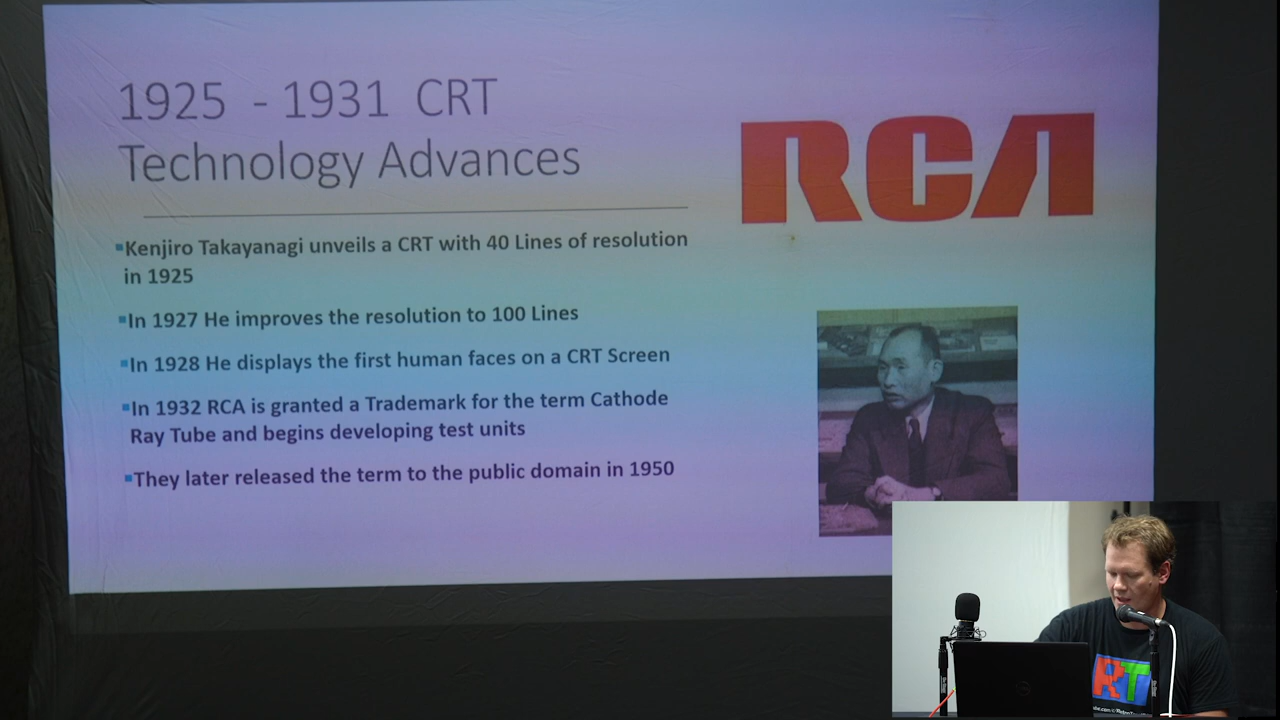 1925 - 1931 CRT
Technology Advances
RCA
▪Kenjiro Takayanagi unveils a CRT with 40 Lines of resolution
in 1925
▪In 1927 He improves the resolution to 100 Lines
▪In 1928 He displays the first human faces on a CRT Screen
▪In 1932 RCA is granted a Trademark for the term Cathode
Ray Tube and begins developing test units
▪They later released the term to the public domain in 1950
RT